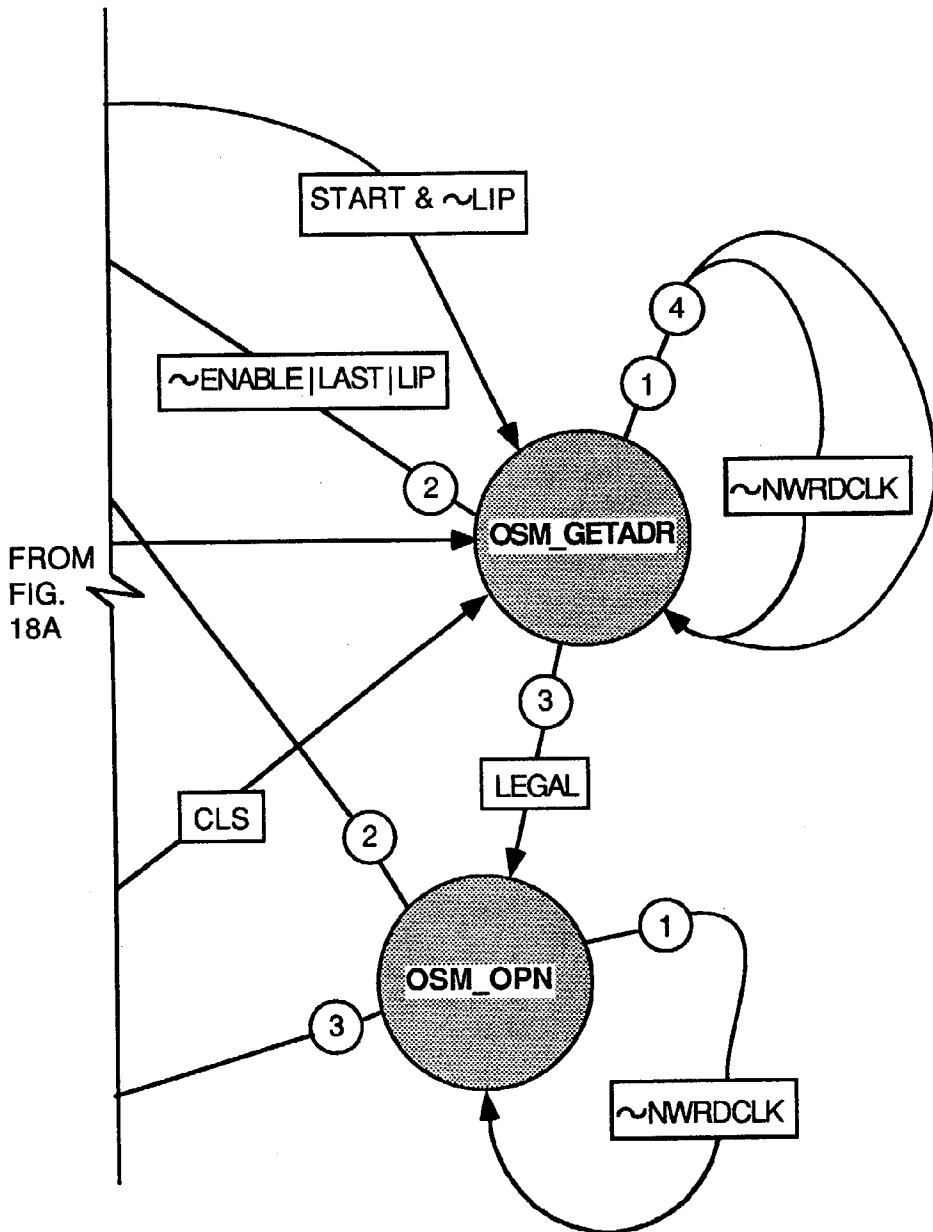 START & ~LIP
4
~ENABLE|LAST|LIP
1
2
~NWRDCLK
OSM_GETADR
FROM
FIG.
18A
3
LEGAL
CLS
2
1
OSM_OPN
3
~NWRDCLK